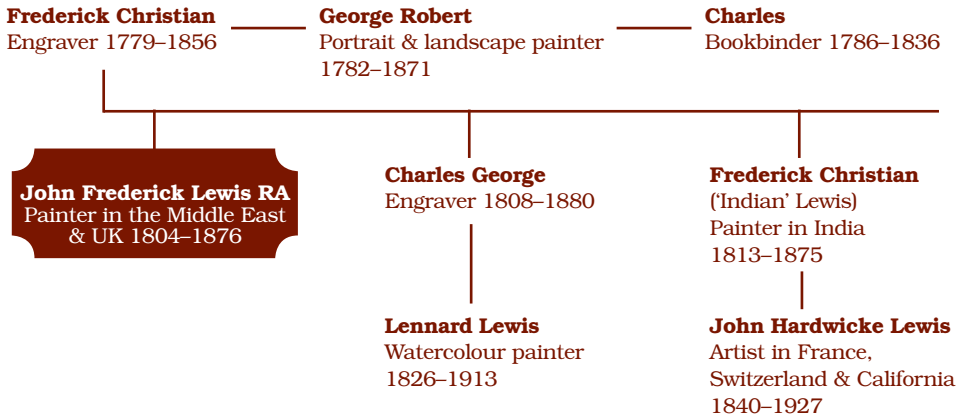 Frederick Christian
Engraver 1779–1856
George Robert
Portrait & landscape painter
1782–1871
Charles
Bookbinder 1786–1836
John Frederick Lewis RA
Painter in the Middle East
& UK 1804–1876
Charles George
Engraver 1808–1880
Frederick Christian
(‘Indian’ Lewis)
Painter in India
1813–1875
Lennard Lewis
Watercolour painter
1826–1913
John Hardwicke Lewis
Artist in France,
Switzerland & California
1840–1927